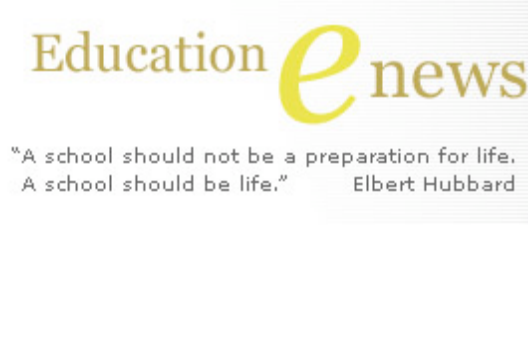 Education e news
"A school should not be a preparation for life.
A school should be life." Elbert Hubbard